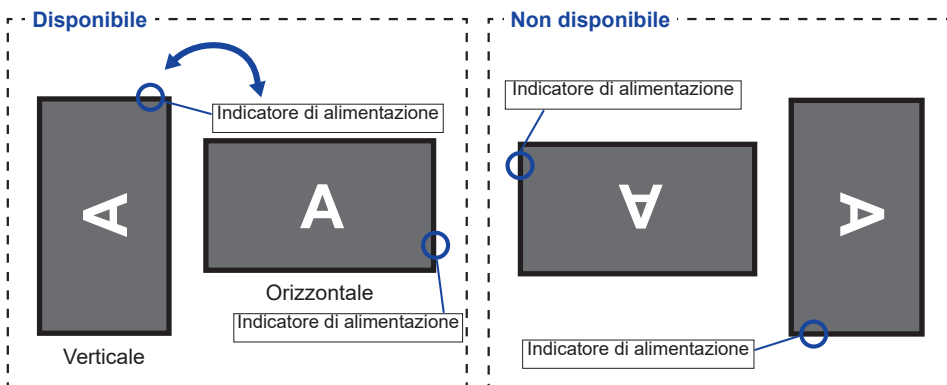 Disponibile
Indicatore di alimentazione
A
A
Orizzontale
Indicatore di alimentazione
Verticale
Non disponibile
Indicatore di alimentazione
A
A
Indicatore di alimentazione